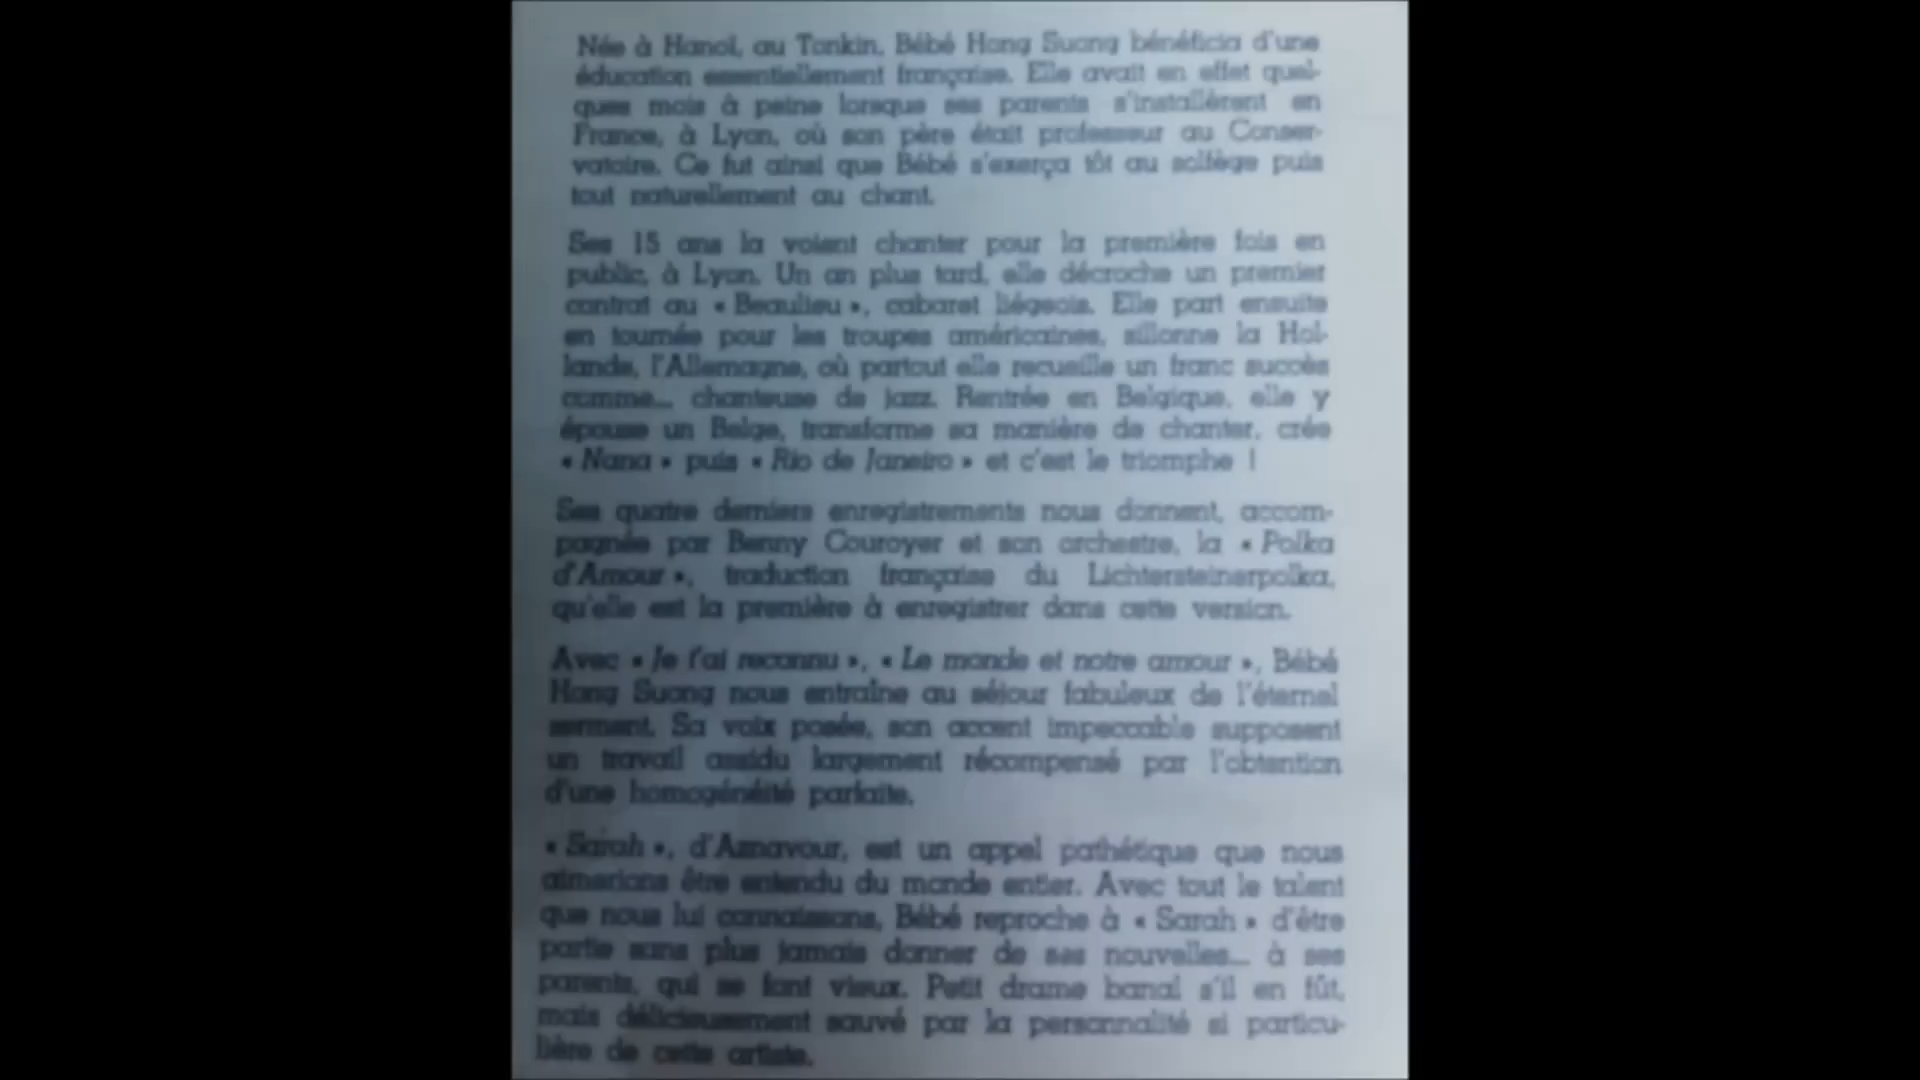 Née à Hanoï, au Tonkin, Bébé Hong Suong bénéficia d'une
éducation essentiellement française. Elle avait en effet quel-
ques mois à peine lorsque ses parents s'installèrent en
France, à Lyon, où son père était professeur au Conser-
vatoire. Ce fut ainsi que Bébé s'exerça tôt au solfège puis
tout naturellement au chant.
Ses 15 ans la voient chanter pour la première fois en
public, à Lyon. Un an plus tard, elle décroche un premier
contrat au « Beaulieu », cabaret liégeois. Elle part ensuite
en tournée pour les troupes américaines, sillonne la Hol-
lande, l'Allemagne, où partout elle recueille un franc succès
comme... chanteuse de jazz. Rentrée en Belgique, elle y
épouse un Belge, transforme sa manière de chanter, crée
« Nana » puis « Rio de Janeiro » et c'est le triomphe !
Ses quatre derniers enregistrements nous donnent, accom-
pagnée par Benny Couroyer et son orchestre, la « Polka
d'Amour », traduction française du Lichtersteinerpolka,
qu'elle est la première à enregistrer dans cette version.
Avec « Je t'ai reconnu », « Le monde et notre amour », Bébé
Hong Suong nous entraîne au séjour fabuleux de l'éternel
serment. Sa voix posée, son accent impeccable supposent
un travail assidu largement récompensé par l'obtention
d'une homogénéité parfaite.
« Sarah », d'Aznavour, est un appel pathétique que nous
aimerions être entendu du monde entier. Avec tout le talent
que nous lui connaissons, Bébé reproche à « Sarah » d'être
partie sans plus jamais donner de ses nouvelles... à ses
parents, qui se font vieux. Petit drame banal s'il en fût,
mais délicieusement sauvé par la personnalité si particu-
lière de cette artiste.